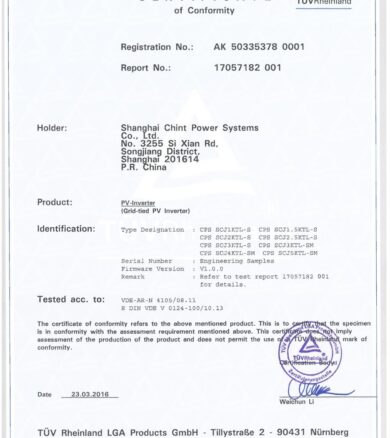 of Conformity
TÜVRheinland
Registration No.: AK 50335378 0001
Report No.: 17057182 001
Holder: Shanghai Chint Power Systems
Co., Ltd.
No. 3255 Si Xian Rd,
Songjiang District,
Shanghai 201614
P.R. China
Product: PV-Inverter
(Grid-tied PV Inverter)
Identification: Type Designation : CPS SCJ1KTL-S CPS SCJ1.5KTL-S
CPS SCJ2KTL-S CPS SCJ2.5KTL-S
CPS SCJ3KTL-S CPS SCJ3KTL-SM
CPS SCJ4KTL-SM CPS SCJ5KTL-SM
Serial Number : Engineering Samples
Firmware Version : V1.0.0
Remark : Refer to test report 17057182 001
for details.
Tested acc. to: VDE-AR-N 4105/08.11
E DIN VDE V 0124-100/10.13
The certificate of conformity refers to the above mentioned product. This is to certify that the specimen
is in conformity with the assessment requirement mentioned above. This certificate does not imply
assessment of the production of the product and does not permit the use of a TÜV Rheinland mark of
conformity.
Certification Body
TÜVRheinland
Zertifizierungsstelle
Date 23.03.2016
Weichun Li
TÜV Rheinland LGA Products GmbH - Tillystraße 2 - 90431 Nürnberg